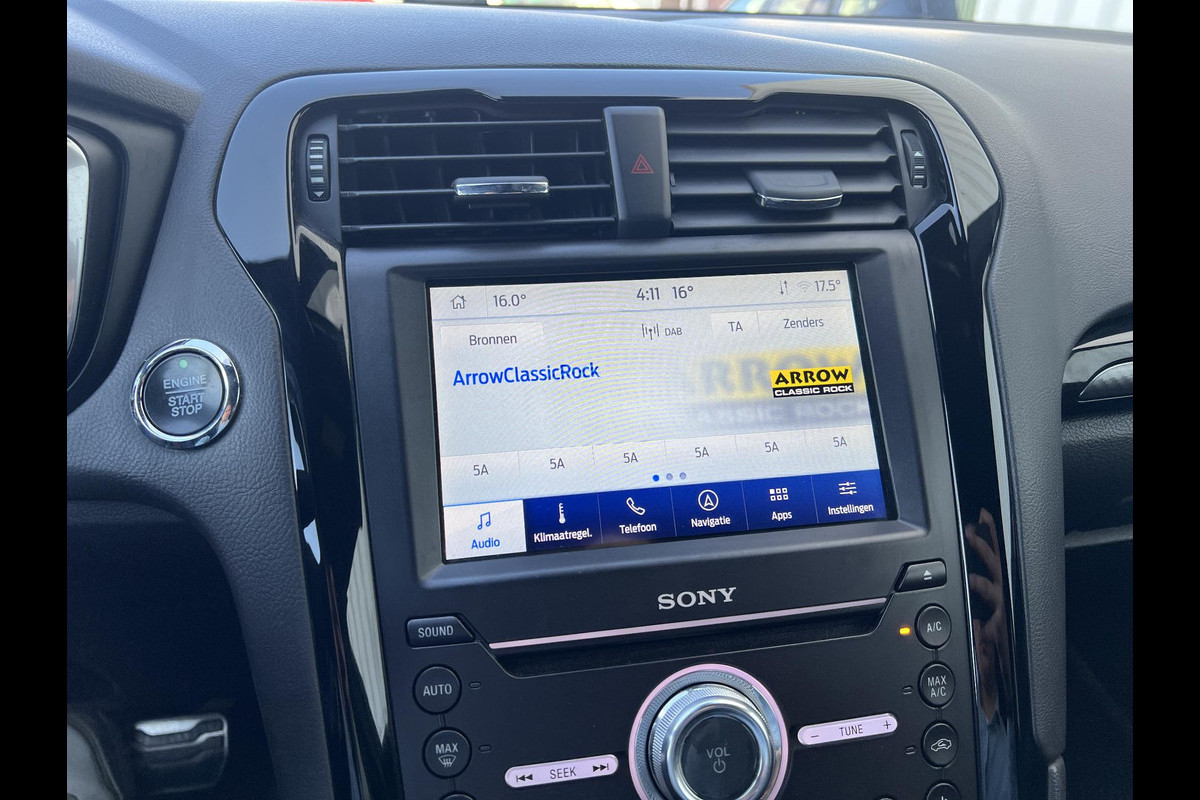 16.0° 4:11 16° 17.5°
Bronnen DAB TA Zenders
ArrowClassicRock
ARROW
CLASSIC ROCK
5A 5A 5A 5A 5A 5A
Audio Klimaatregel. Telefoon Navigatie Apps Instellingen
ENGINE
START
STOP
SONY
SOUND
A/C
AUTO
MAX
A/C
MAX
VOL
- TUNE +
SEEK